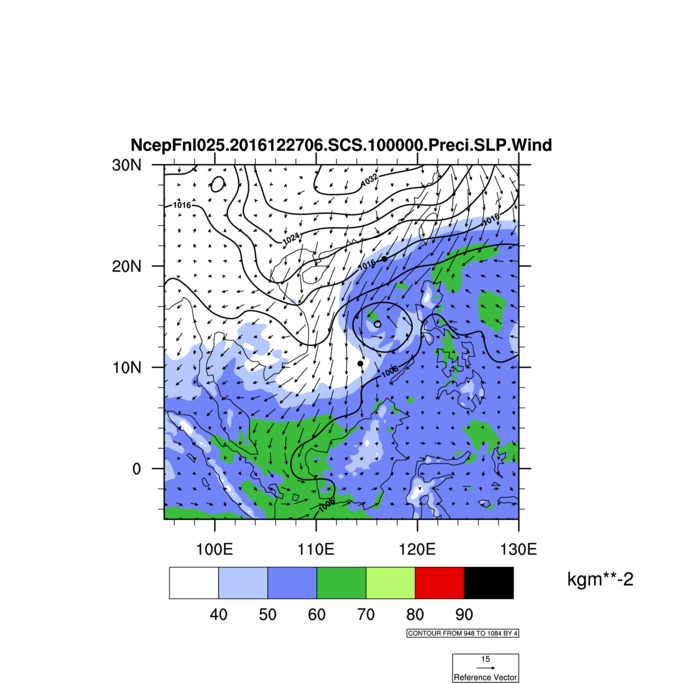 NcepFnl025.2016122706.SCS.100000.Preci.SLP.Wind
30N
1032
1016
1016
1024
20N
1016
10N
1008
0
1008
100E 110E 120E 130E
kgm**-2
40 50 60 70 80 90
CONTOUR FROM 948 TO 1084 BY 4
15
Reference Vector